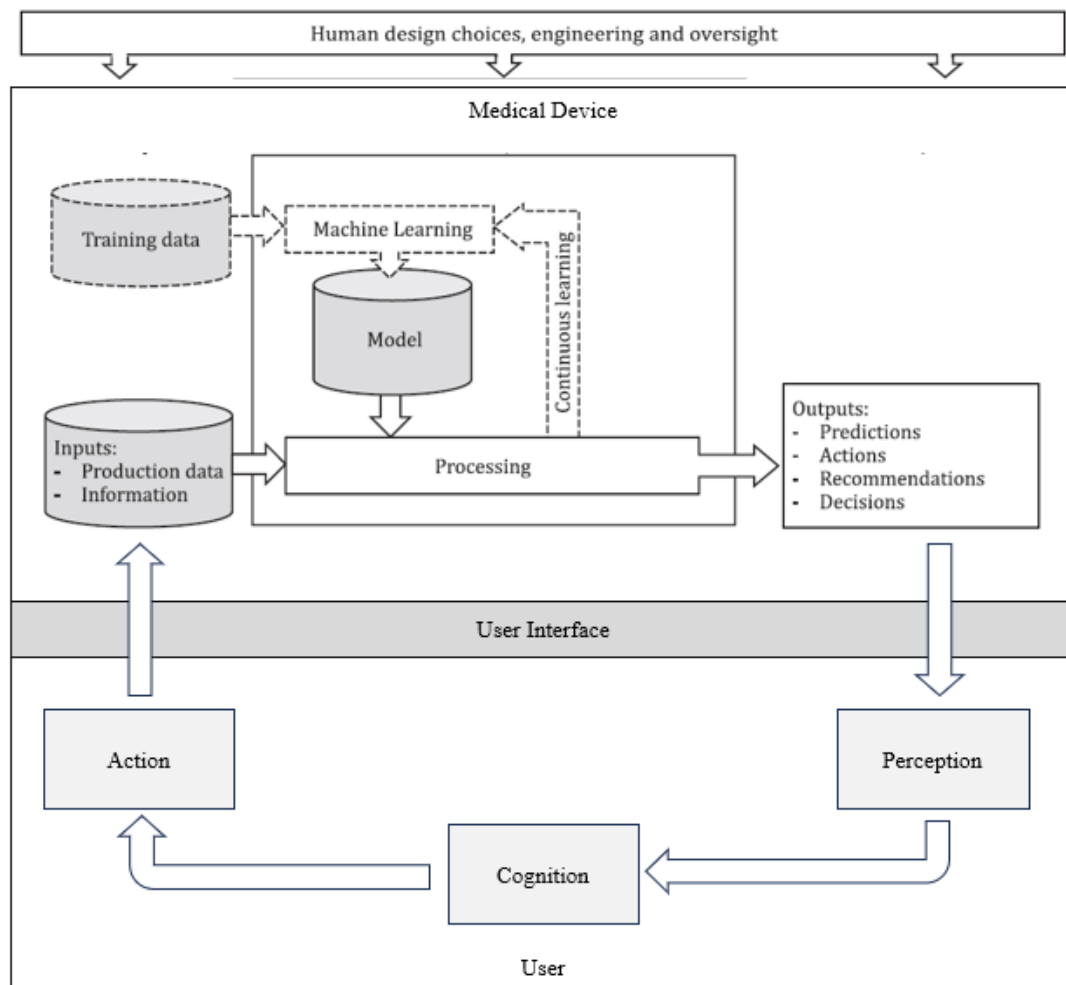 Human design choices, engineering and oversight
Medical Device
Training data
Machine Learning
Continuous learning
Model
Inputs:
- Production data
- Information
Processing
Outputs:
- Predictions
- Actions
- Recommendations
- Decisions
User Interface
Action
Perception
Cognition
User